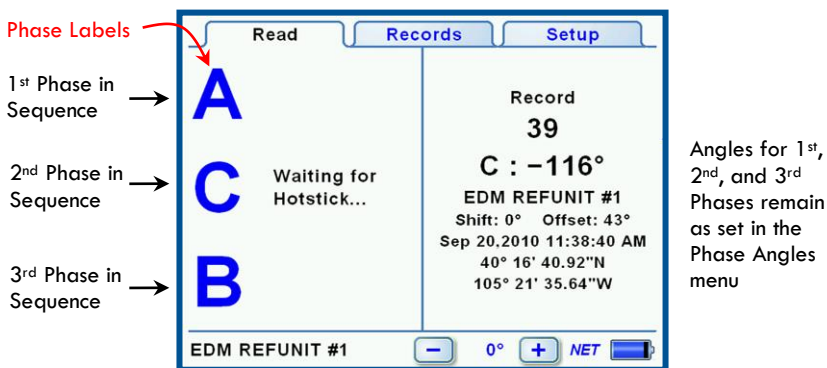 Phase Labels
1st Phase in
Sequence
2nd Phase in
Sequence
3rd Phase in
Sequence
Read
Records
Setup
A
C
B
Waiting for
Hotstick...
Record
39
C : −116°
EDM REFUNIT #1
Shift: 0° Offset: 43°
Sep 20,2010 11:38:40 AM
40° 16' 40.92"N
105° 21' 35.64"W
EDM REFUNIT #1
− 0° + NET
Angles for 1st,
2nd, and 3rd
Phases remain
as set in the
Phase Angles
menu